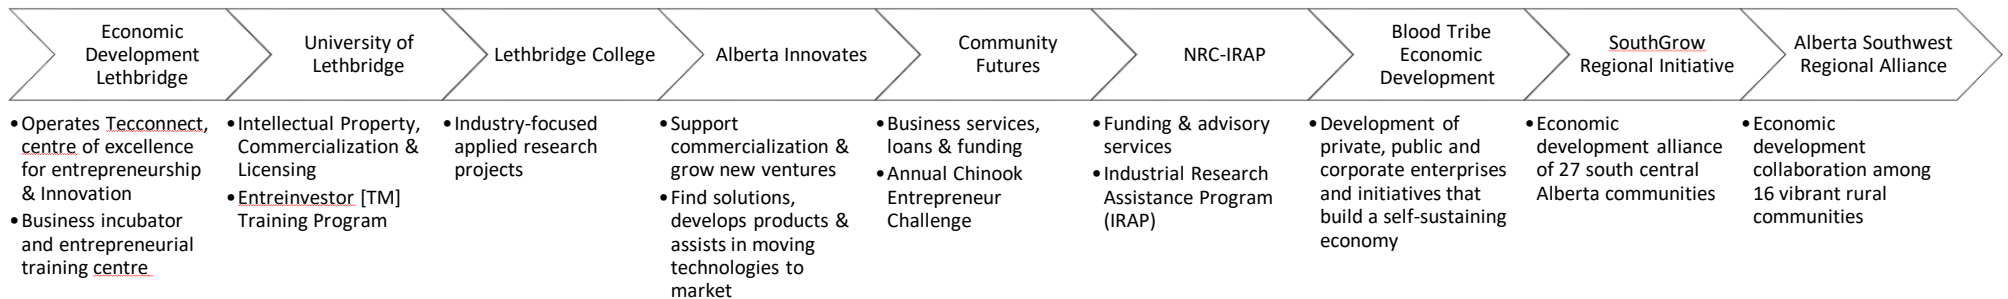 Economic
Development
Lethbridge
University of
Lethbridge
Lethbridge College
Alberta Innovates
Community
Futures
NRC-IRAP
Blood Tribe
Economic
Development
SouthGrow
Regional Initiative
Alberta Southwest
Regional Alliance
•Operates Tecconnect,
centre of excellence
for entrepreneurship
& Innovation
•Business incubator
and entrepreneurial
training centre
•Intellectual Property,
Commercialization &
Licensing
•Entreinvestor [TM]
Training Program
•Industry-focused
applied research
projects
•Support
commercialization &
grow new ventures
•Find solutions,
develops products &
assists in moving
technologies to
market
•Business services,
loans & funding
•Annual Chinook
Entrepreneur
Challenge
•Funding & advisory
services
•Industrial Research
Assistance Program
(IRAP)
•Development of
private, public and
corporate enterprises
and initiatives that
build a self-sustaining
economy
•Economic
development alliance
of 27 south central
Alberta communities
•Economic
development
collaboration among
16 vibrant rural
communities